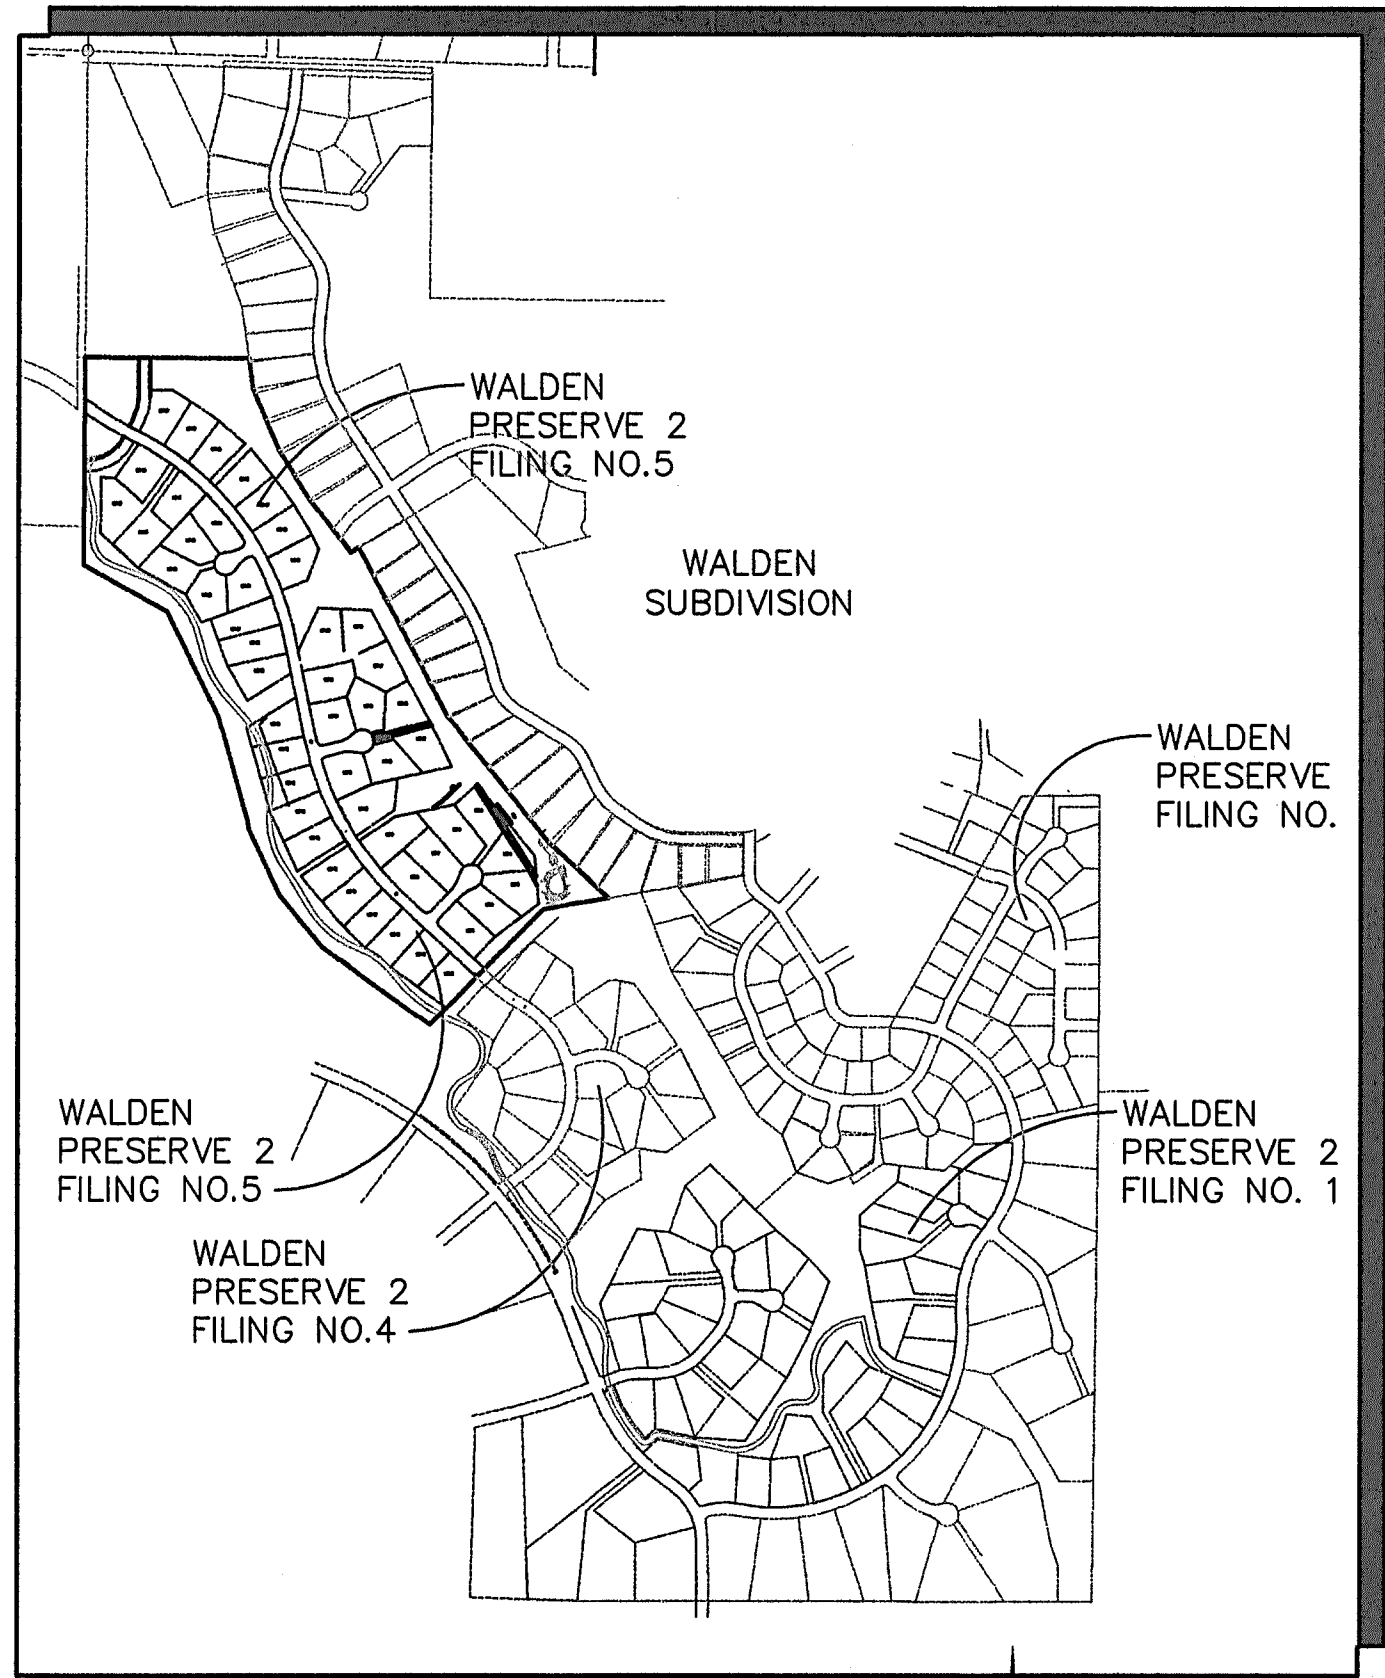 WALDEN
PRESERVE 2
FILING NO.5
WALDEN
SUBDIVISION
WALDEN
PRESERVE
FILING NO.
WALDEN
PRESERVE 2
FILING NO.5
WALDEN
PRESERVE 2
FILING NO. 1
WALDEN
PRESERVE 2
FILING NO.4